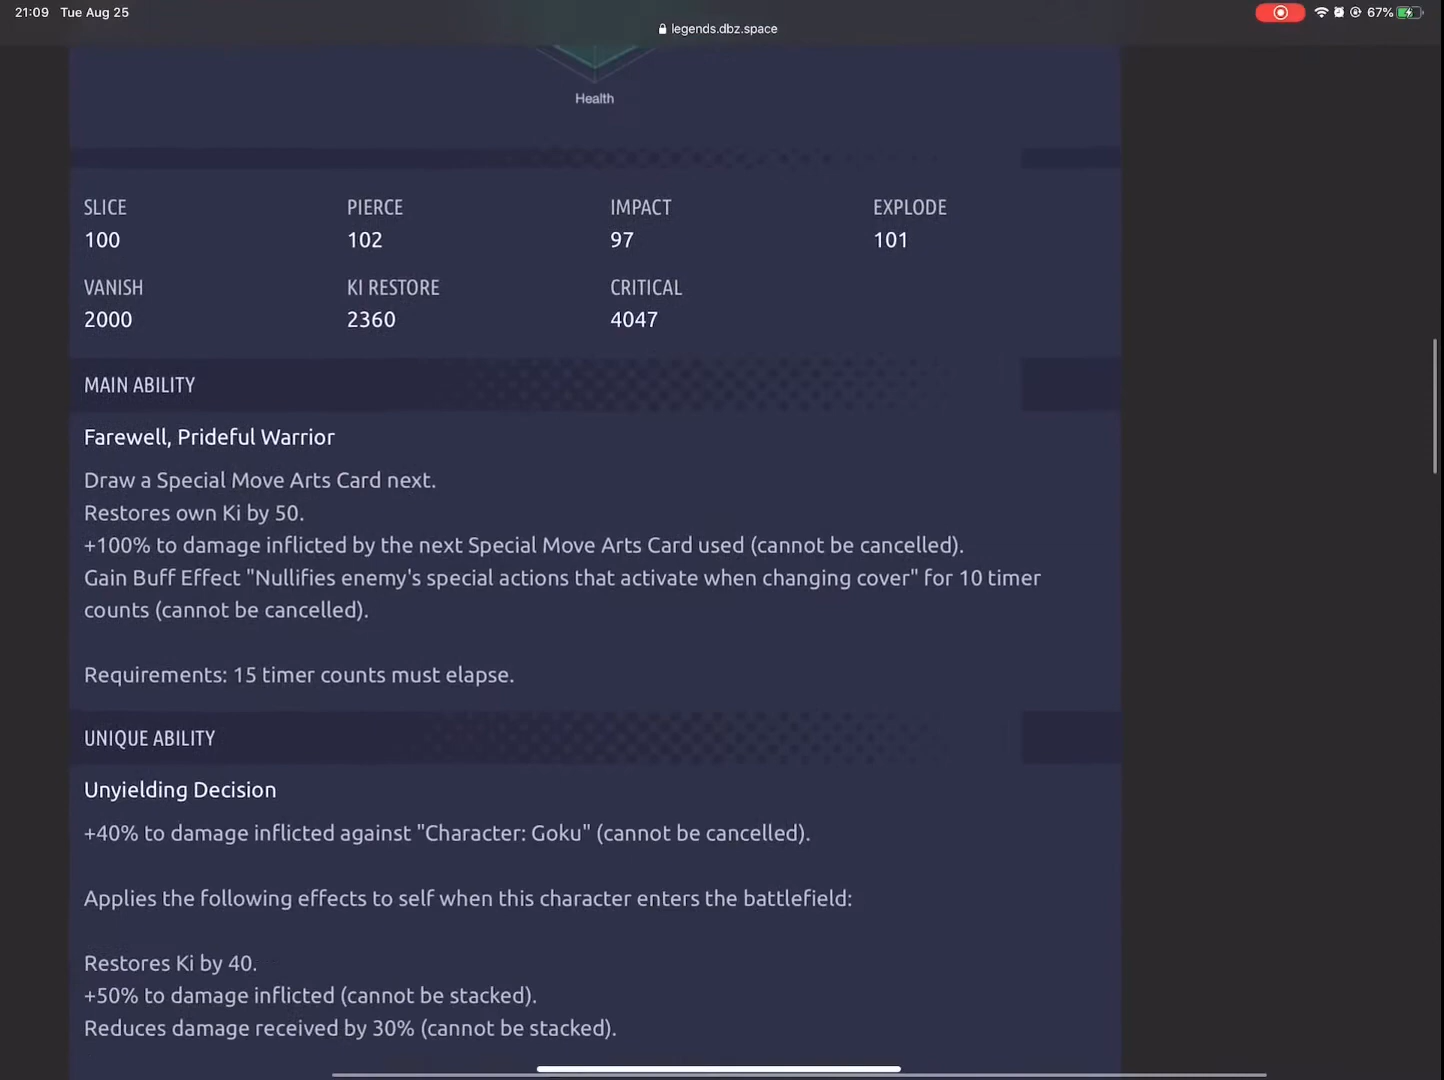 21:09 Tue Aug 25
67%
legends.dbz.space
Health
SLICE PIERCE IMPACT EXPLODE
100 102 97 101
VANISH KI RESTORE CRITICAL
2000 2360 4047
MAIN ABILITY
Farewell, Prideful Warrior
Draw a Special Move Arts Card next.
Restores own Ki by 50.
+100% to damage inflicted by the next Special Move Arts Card used (cannot be cancelled).
Gain Buff Effect "Nullifies enemy's special actions that activate when changing cover" for 10 timer
counts (cannot be cancelled).
Requirements: 15 timer counts must elapse.
UNIQUE ABILITY
Unyielding Decision
+40% to damage inflicted against "Character: Goku" (cannot be cancelled).
Applies the following effects to self when this character enters the battlefield:
Restores Ki by 40.
+50% to damage inflicted (cannot be stacked).
Reduces damage received by 30% (cannot be stacked).